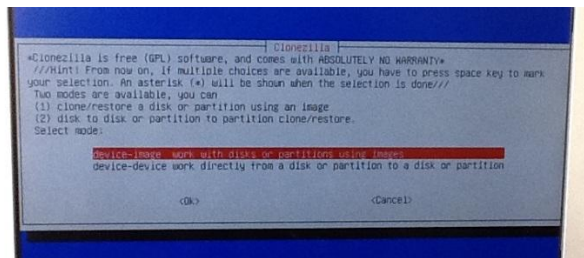 Clonezilla
*Clonezilla is free (GPL) software, and comes with ABSOLUTELY NO WARRANTY*
///Hint! From now on, if multiple choices are available, you have to press space key to mark
your selection. An asterisk (*) will be shown when the selection is done///
Two modes are available, you can
(1) clone/restore a disk or partition using an image
(2) disk to disk or partition to partition clone/restore.
Select mode:
device-image work with disks or partitions using images
device-device work directly from a disk or partition to a disk or partition
<Ok> <Cancel>